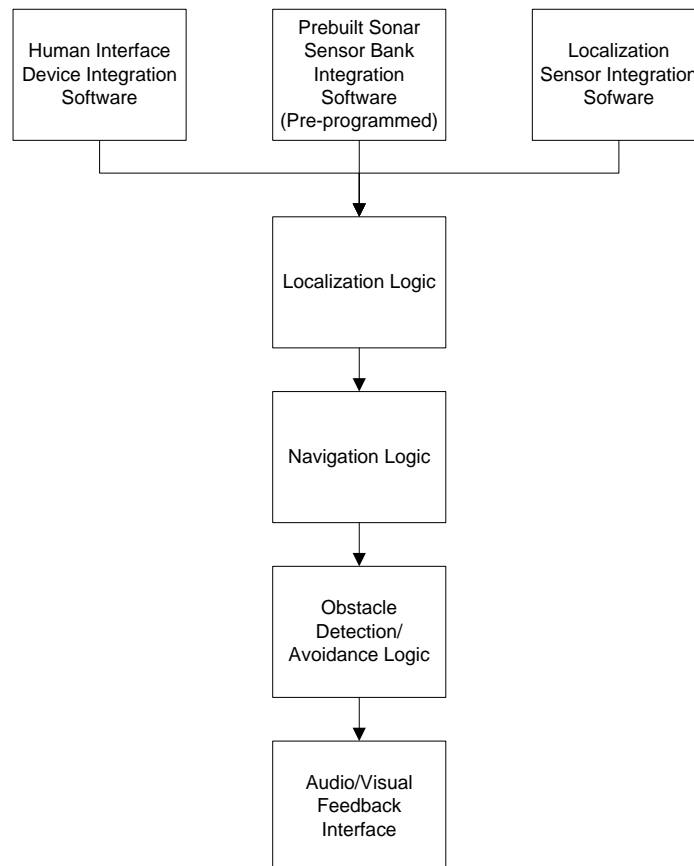 Human Interface
Device Integration
Software
Prebuilt Sonar
Sensor Bank
Integration
Software
(Pre-programmed)
Localization
Sensor Integration
Sofware
Localization Logic
Navigation Logic
Obstacle
Detection/
Avoidance Logic
Audio/Visual
Feedback
Interface